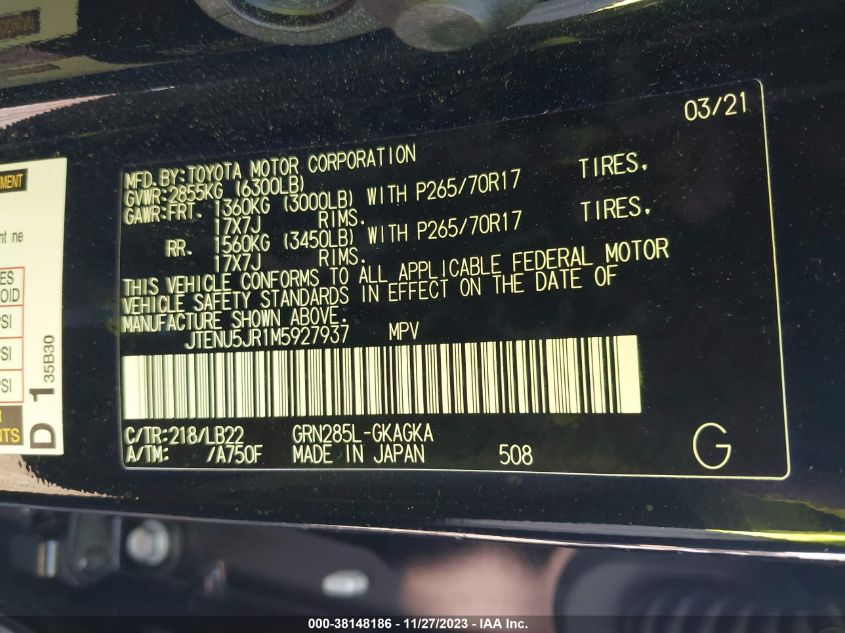 03/21
MFD.BY:TOYOTA MOTOR CORPORATION
GVWR:2855KG (6300LB)
GAWR:FRT. 1360KG (3000LB) WITH P265/70R17 TIRES,
17X7J RIMS.
RR. 1560KG (3450LB) WITH P265/70R17 TIRES,
17X7J RIMS.
THIS VEHICLE CONFORMS TO ALL APPLICABLE FEDERAL MOTOR
VEHICLE SAFETY STANDARDS IN EFFECT ON THE DATE OF
MANUFACTURE SHOWN ABOVE.
JTENU5JR1M5927937 MPV
C/TR:218/LB22 GRN285L-GKAGKA
A/TM: /A750F MADE IN JAPAN 508
G
D 1 35B30
000-38148186 - 11/27/2023 - IAA Inc.